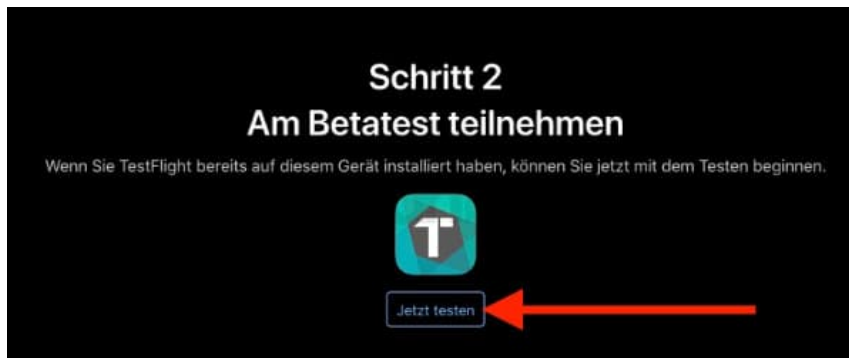 Schritt 2
Am Betatest teilnehmen
Wenn Sie TestFlight bereits auf diesem Gerät installiert haben, können Sie jetzt mit dem Testen beginnen.
T
Jetzt testen